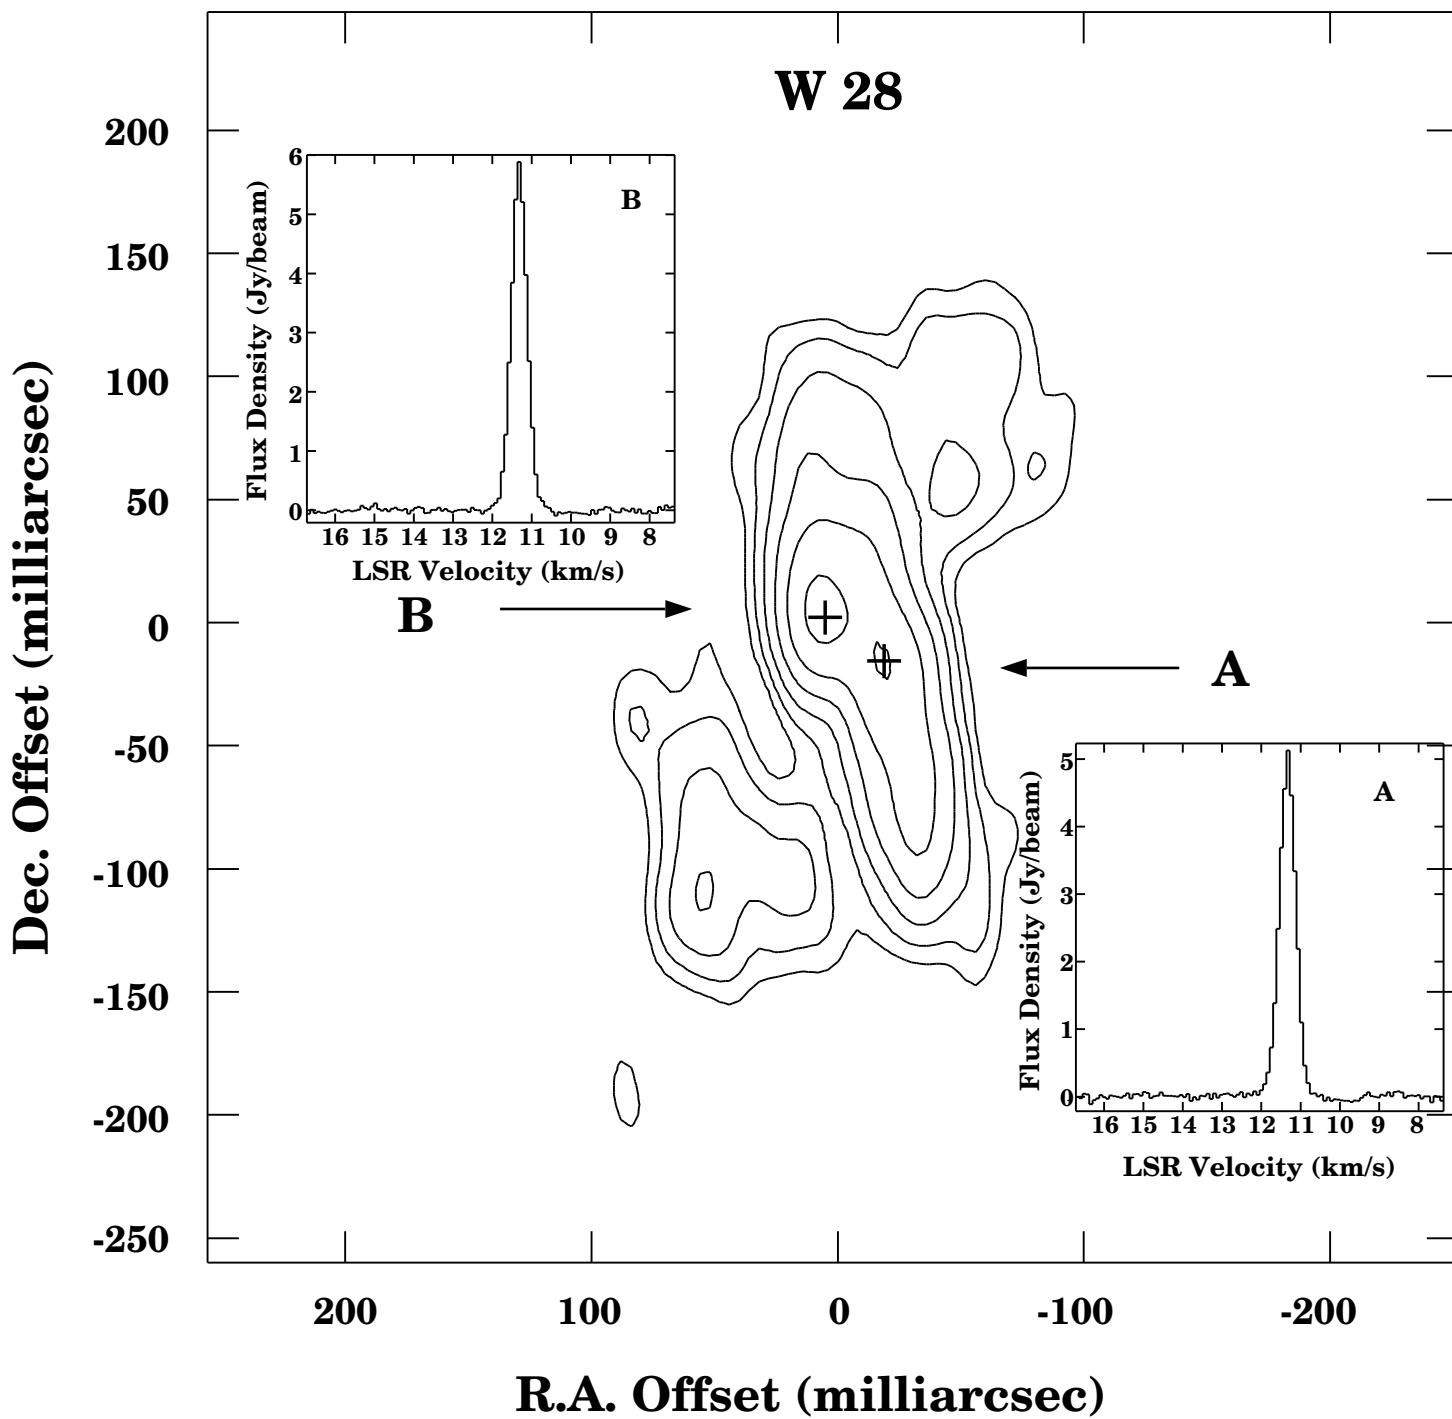 W 28
200
150
100
50
0
-50
-100
-150
-200
-250
Dec. Offset (milliarcsec)
6
5
4
3
2
1
0
Flux Density (Jy/beam)
B
16 15 14 13 12 11 10 9 8
LSR Velocity (km/s)
B
A
5
4
3
2
1
0
Flux Density (Jy/beam)
A
16 15 14 13 12 11 10 9 8
LSR Velocity (km/s)
200 100 0 -100 -200
R.A. Offset (milliarcsec)